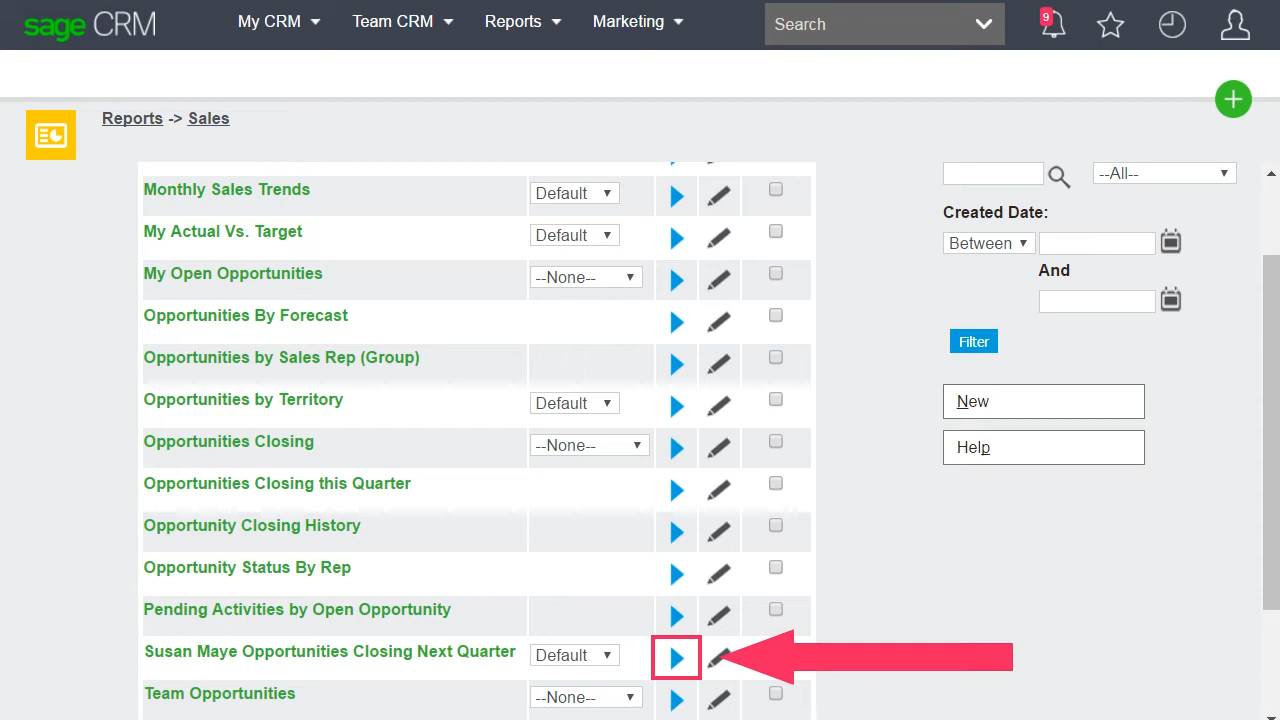 sage CRM My CRM Team CRM Reports Marketing Search 9
Reports -> Sales
Monthly Sales Trends Default --All--
Created Date:
My Actual Vs. Target Default Between
My Open Opportunities --None-- And
Opportunities By Forecast
Opportunities by Sales Rep (Group) Filter
Opportunities by Territory Default New
Opportunities Closing --None-- Help
Opportunities Closing this Quarter
Opportunity Closing History
Opportunity Status By Rep
Pending Activities by Open Opportunity
Susan Maye Opportunities Closing Next Quarter Default
Team Opportunities --None--